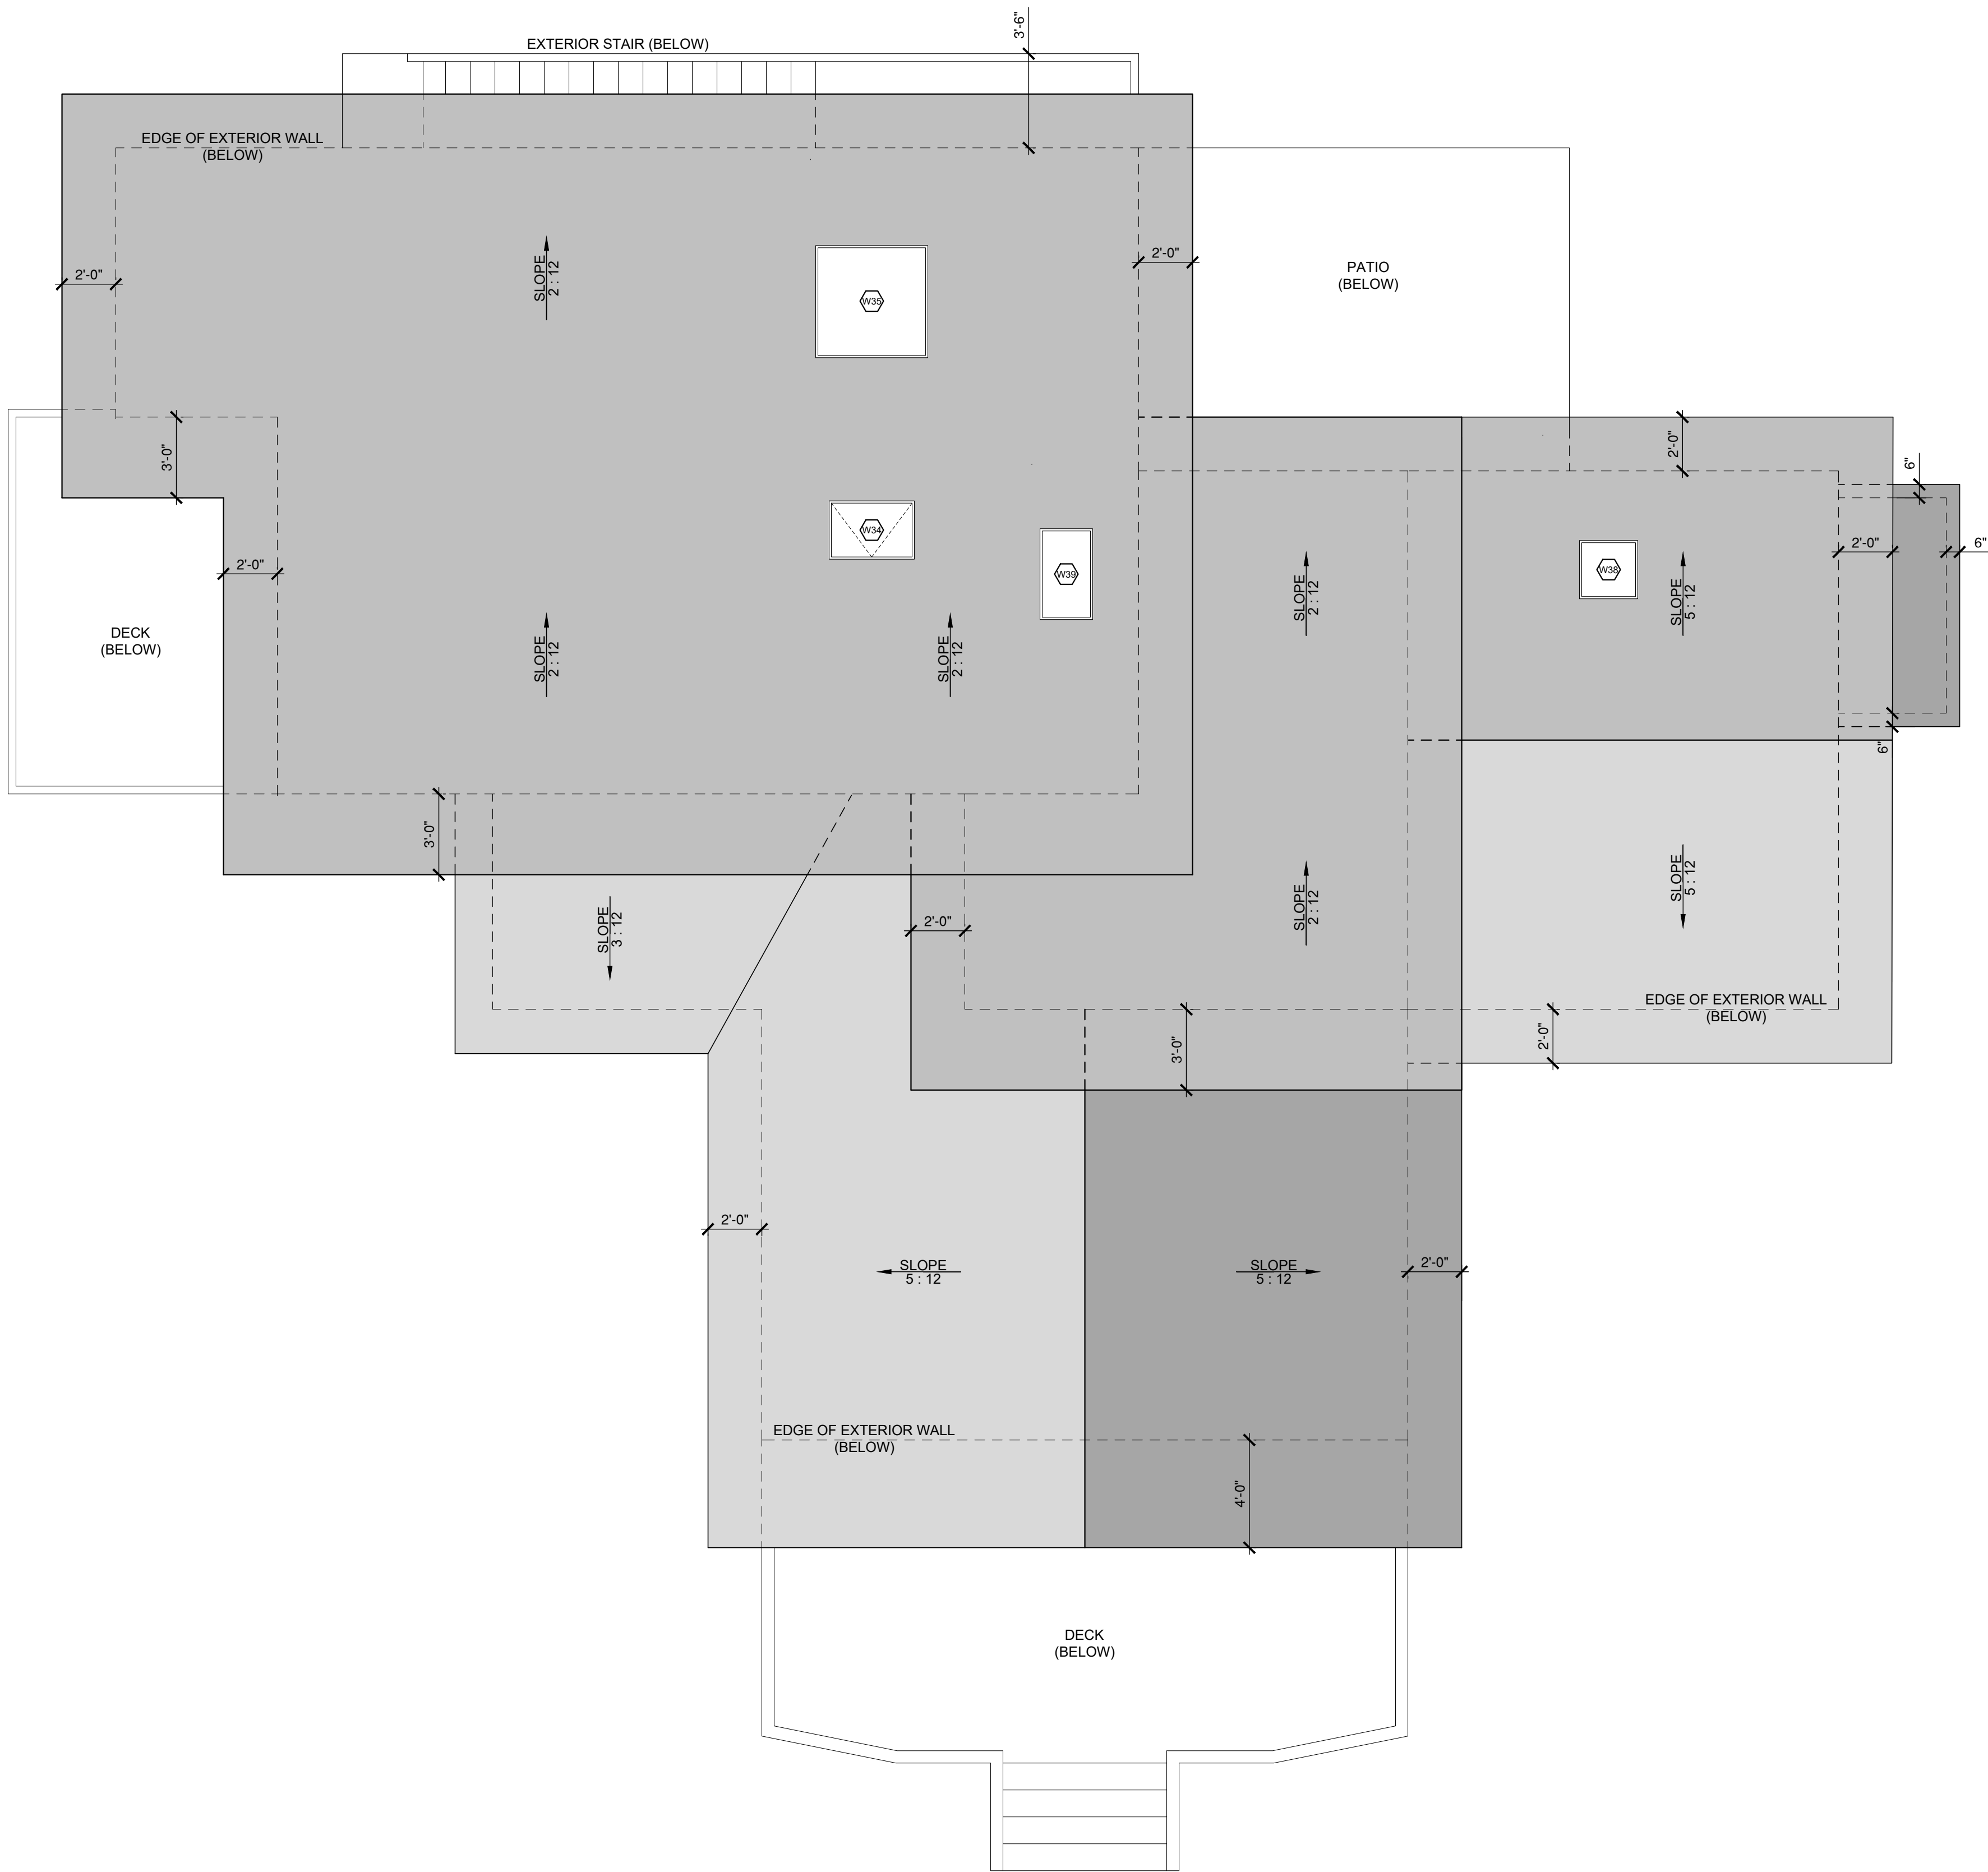 3'-6"
EXTERIOR STAIR (BELOW)
EDGE OF EXTERIOR WALL
(BELOW)
2'-0"
SLOPE
2 : 12
W35
2'-0"
PATIO
(BELOW)
3'-0"
2'-0"
6"
W34
W39
2'-0"
SLOPE
2 : 12
W38
SLOPE
5 : 12
2'-0"
6"
DECK
(BELOW)
SLOPE
2 : 12
SLOPE
2 : 12
6"
3'-0"
SLOPE
3 : 12
2'-0"
SLOPE
2 : 12
SLOPE
5 : 12
EDGE OF EXTERIOR WALL
(BELOW)
3'-0"
2'-0"
2'-0"
SLOPE
5 : 12
SLOPE
5 : 12
2'-0"
EDGE OF EXTERIOR WALL
(BELOW)
4'-0"
DECK
(BELOW)